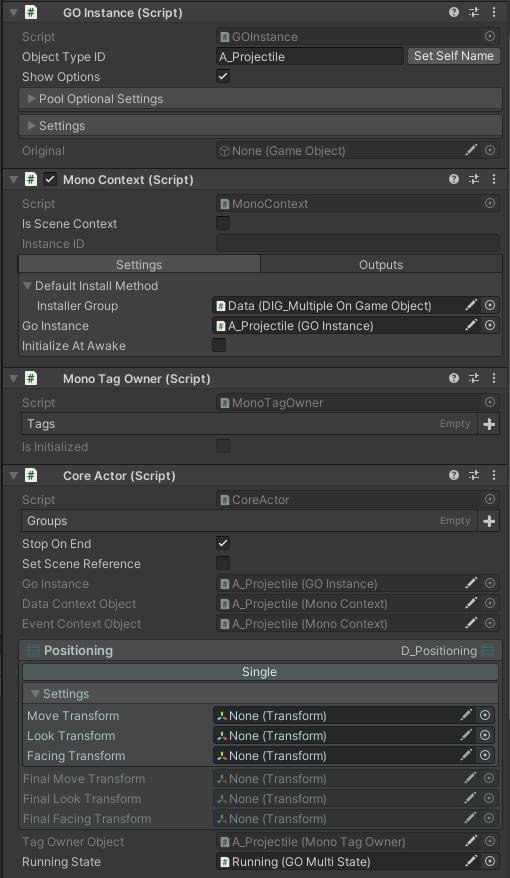 GO Instance (Script)
Script GOInstance
Object Type ID A_Projectile Set Self Name
Show Options
Pool Optional Settings
Settings
Original None (Game Object)
Mono Context (Script)
Script MonoContext
Is Scene Context
Instance ID
Settings Outputs
Default Install Method
Installer Group Data (DIG_Multiple On Game Object)
Go Instance A_Projectile (GO Instance)
Initialize At Awake
Mono Tag Owner (Script)
Script MonoTagOwner
Tags Empty
Is Initialized
Core Actor (Script)
Script CoreActor
Groups Empty
Stop On End
Set Scene Reference
Go Instance A_Projectile (GO Instance)
Data Context Object A_Projectile (Mono Context)
Event Context Object A_Projectile (Mono Context)
Positioning D_Positioning
Single
Settings
Move Transform None (Transform)
Look Transform None (Transform)
Facing Transform None (Transform)
Final Move Transform None (Transform)
Final Look Transform None (Transform)
Final Facing Transform None (Transform)
Tag Owner Object A_Projectile (Mono Tag Owner)
Running State Running (GO Multi State)